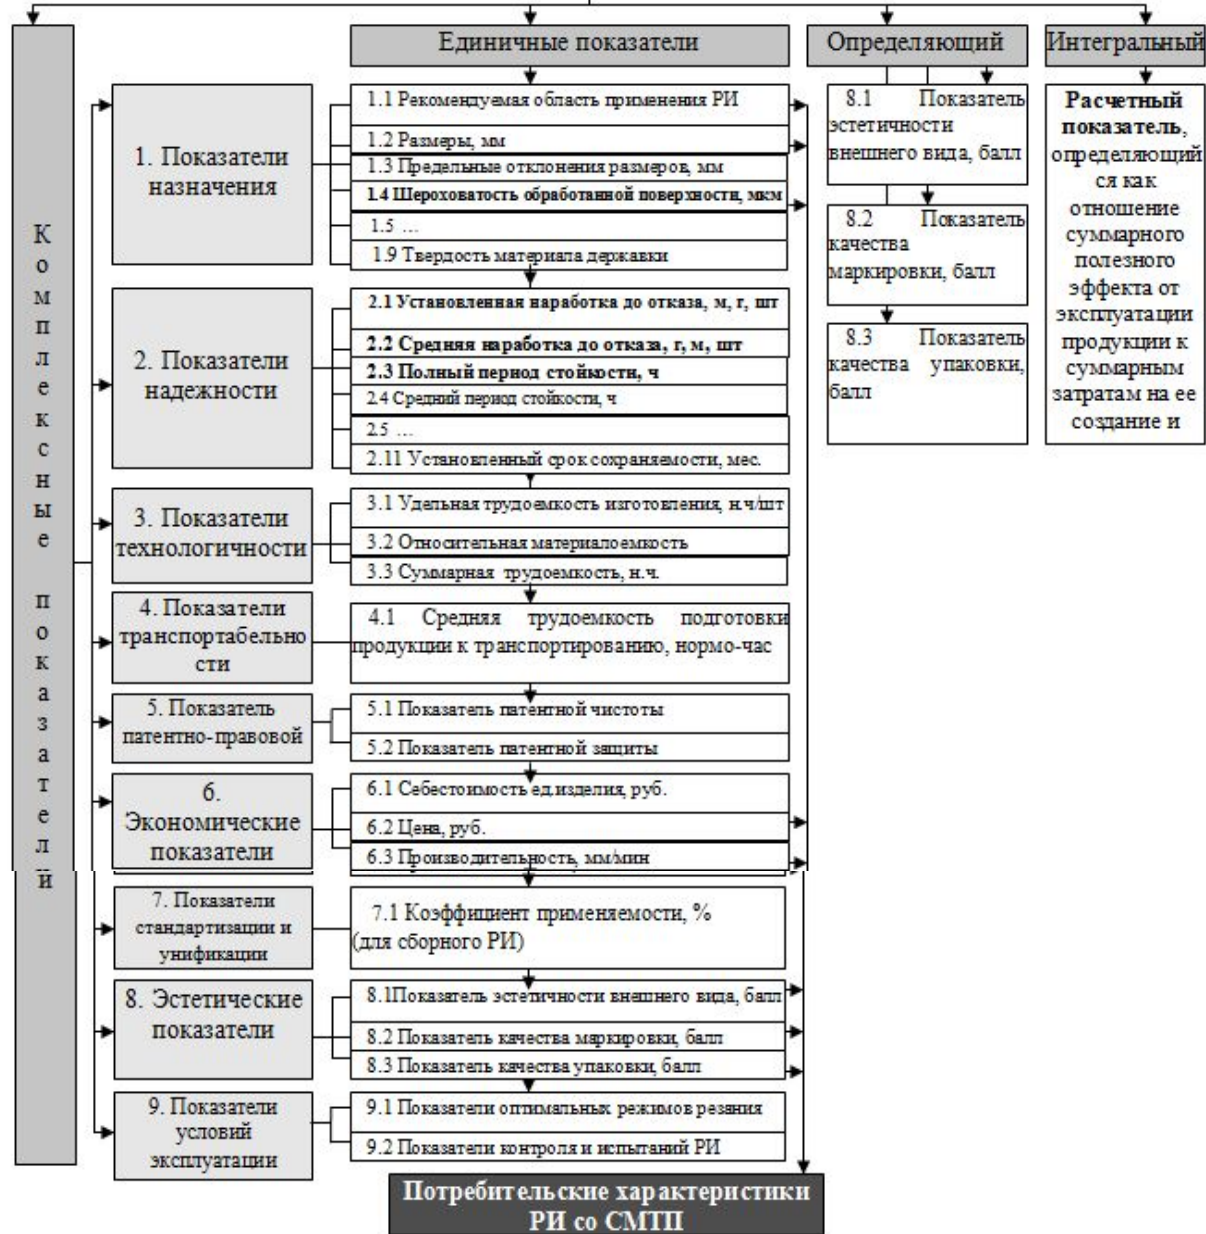 Единичные показатели
Определяющий
Интегральный
Комплексные показатели
1. Показатели
назначения
1.1 Рекомендуемая область применения РИ
1.2 Размеры, мм
1.3 Предельные отклонения размеров, мм
1.4 Шероховатость обработанной поверхности, мкм
1.5 ...
1.9 Твердость материала державки
2. Показатели
надежности
2.1 Установленная наработка до отказа, м, г, шт
2.2 Средняя наработка до отказа, г, м, шт
2.3 Полный период стойкости, ч
2.4 Средний период стойкости, ч
2.5 ...
2.11 Установленный срок сохраняемости, мес.
3. Показатели
технологичности
3.1 Удельная трудоемкость изготовления, н.ч/шт
3.2 Относительная материалоемкость
3.3 Суммарная трудоемкость, н.ч.
4. Показатели
транспортабельно
сти
4.1 Средняя трудоемкость подготовки
продукции к транспортированию, нормо-час
5. Показатель
патентно-правовой
5.1 Показатель патентной чистоты
5.2 Показатель патентной защиты
6.
Экономические
показатели
6.1 Себестоимость ед.изделия, руб.
6.2 Цена, руб.
6.3 Производительность, мм/мин
7. Показатели
стандартизации и
унификации
7.1 Коэффициент применяемости, %
(для сборного РИ)
8. Эстетические
показатели
8.1Показатель эстетичности внешнего вида, балл
8.2 Показатель качества маркировки, балл
8.3 Показатель качества упаковки, балл
9. Показатели
условий
эксплуатации
9.1 Показатели оптимальных режимов резания
9.2 Показатели контроля и испытаний РИ
8.1 Показатель
эстетичности
внешнего вида, балл
8.2 Показатель
качества
маркировки, балл
8.3 Показатель
качества упаковки,
балл
Расчетный
показатель,
определяющий
ся как
отношение
суммарного
полезного
эффекта от
эксплуатации
продукции к
суммарным
затратам на ее
создание и
Потребительские характеристики
РИ со СМТП